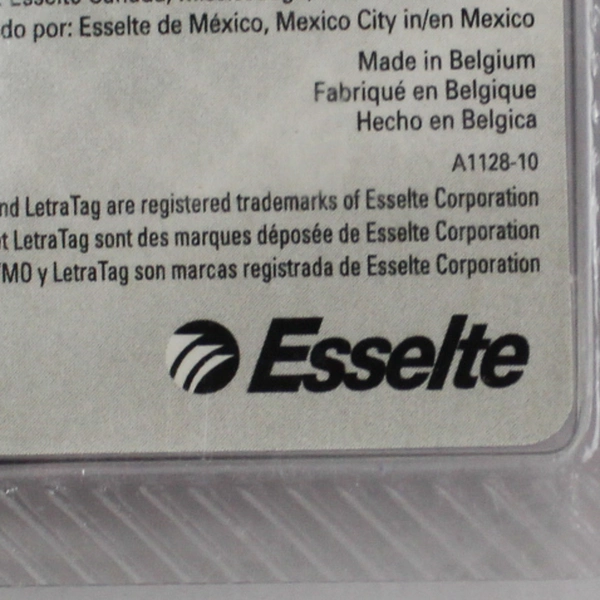 do por: Esselte de México, Mexico City in/en Mexico
Made in Belgium
Fabriqué en Belgique
Hecho en Belgica
A1128-10
nd LetraTag are registered trademarks of Esselte Corporation
t LetraTag sont des marques déposée de Esselte Corporation
MO y LetraTag son marcas registrada de Esselte Corporation
Esselte